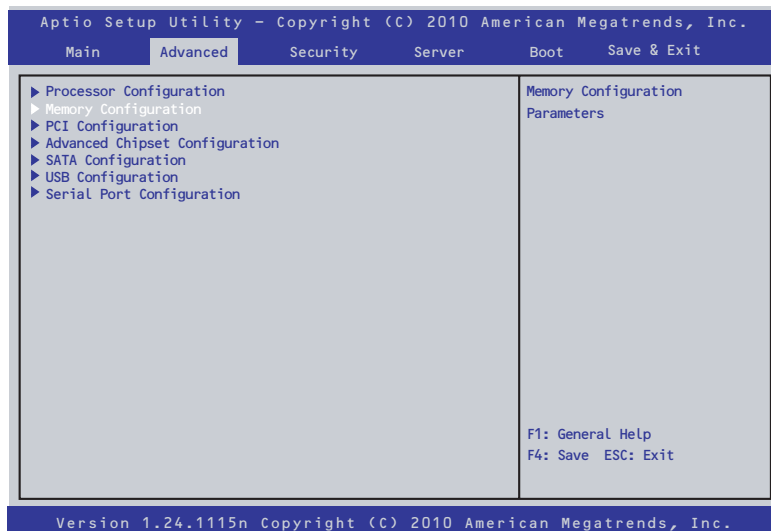 Aptio Setup Utility – Copyright (C) 2010 American Megatrends, Inc.
Main Advanced Security Server Boot Save & Exit
Processor Configuration
Memory Configuration
PCI Configuration
Advanced Chipset Configuration
SATA Configuration
USB Configuration
Serial Port Configuration
Memory Configuration
Parameters
F1: General Help
F4: Save ESC: Exit
Version 1.24.1115n Copyright (C) 2010 American Megatrends, Inc.